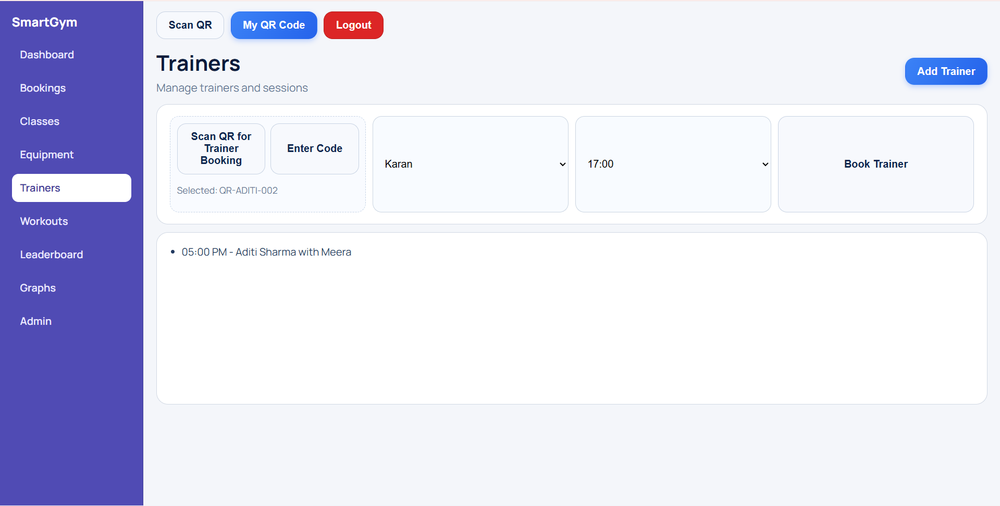 SmartGym
Dashboard
Bookings
Classes
Equipment
Trainers
Workouts
Leaderboard
Graphs
Admin
Scan QR
My QR Code
Logout
Trainers
Manage trainers and sessions
Add Trainer
Scan QR for
Trainer
Booking
Enter Code
Selected: QR-ADITI-002
Karan
17:00
Book Trainer
• 05:00 PM - Aditi Sharma with Meera